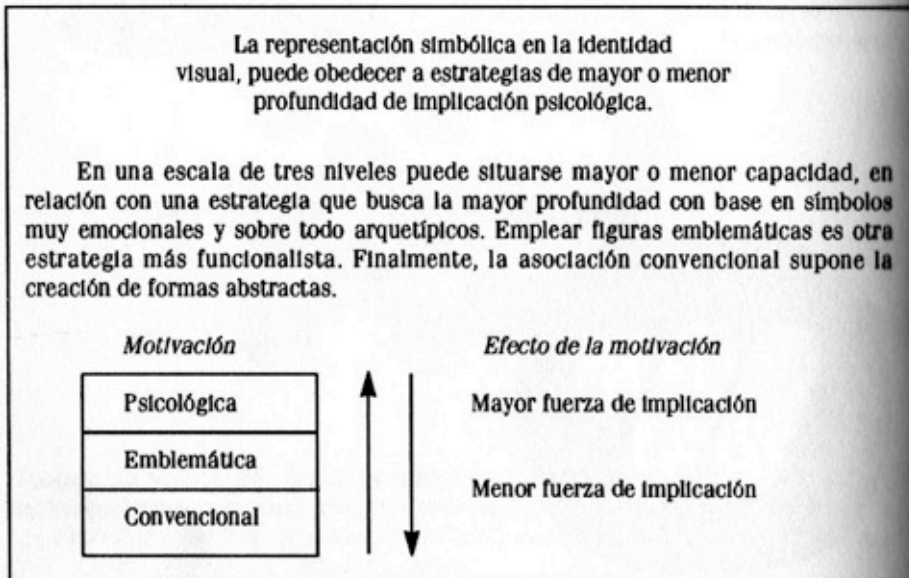 La representación simbólica en la identidad
visual, puede obedecer a estrategias de mayor o menor
profundidad de implicación psicológica.
En una escala de tres niveles puede situarse mayor o menor capacidad, en
relación con una estrategia que busca la mayor profundidad con base en símbolos
muy emocionales y sobre todo arquetípicos. Emplear figuras emblemáticas es otra
estrategia más funcionalista. Finalmente, la asociación convencional supone la
creación de formas abstractas.
Motivación
Efecto de la motivación
Psicológica
Mayor fuerza de implicación
Emblemática
Menor fuerza de implicación
Convencional